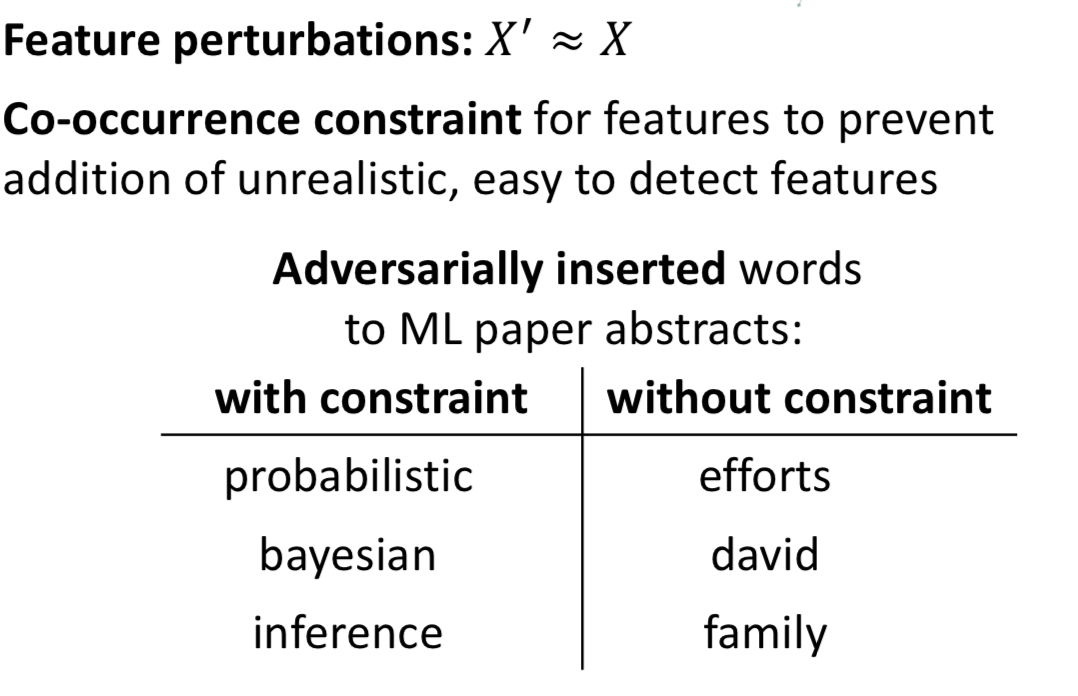 Feature perturbations: X′ ≈ X
Co-occurrence constraint for features to prevent
addition of unrealistic, easy to detect features
Adversarially inserted words
to ML paper abstracts:
with constraint without constraint
probabilistic efforts
bayesian david
inference family